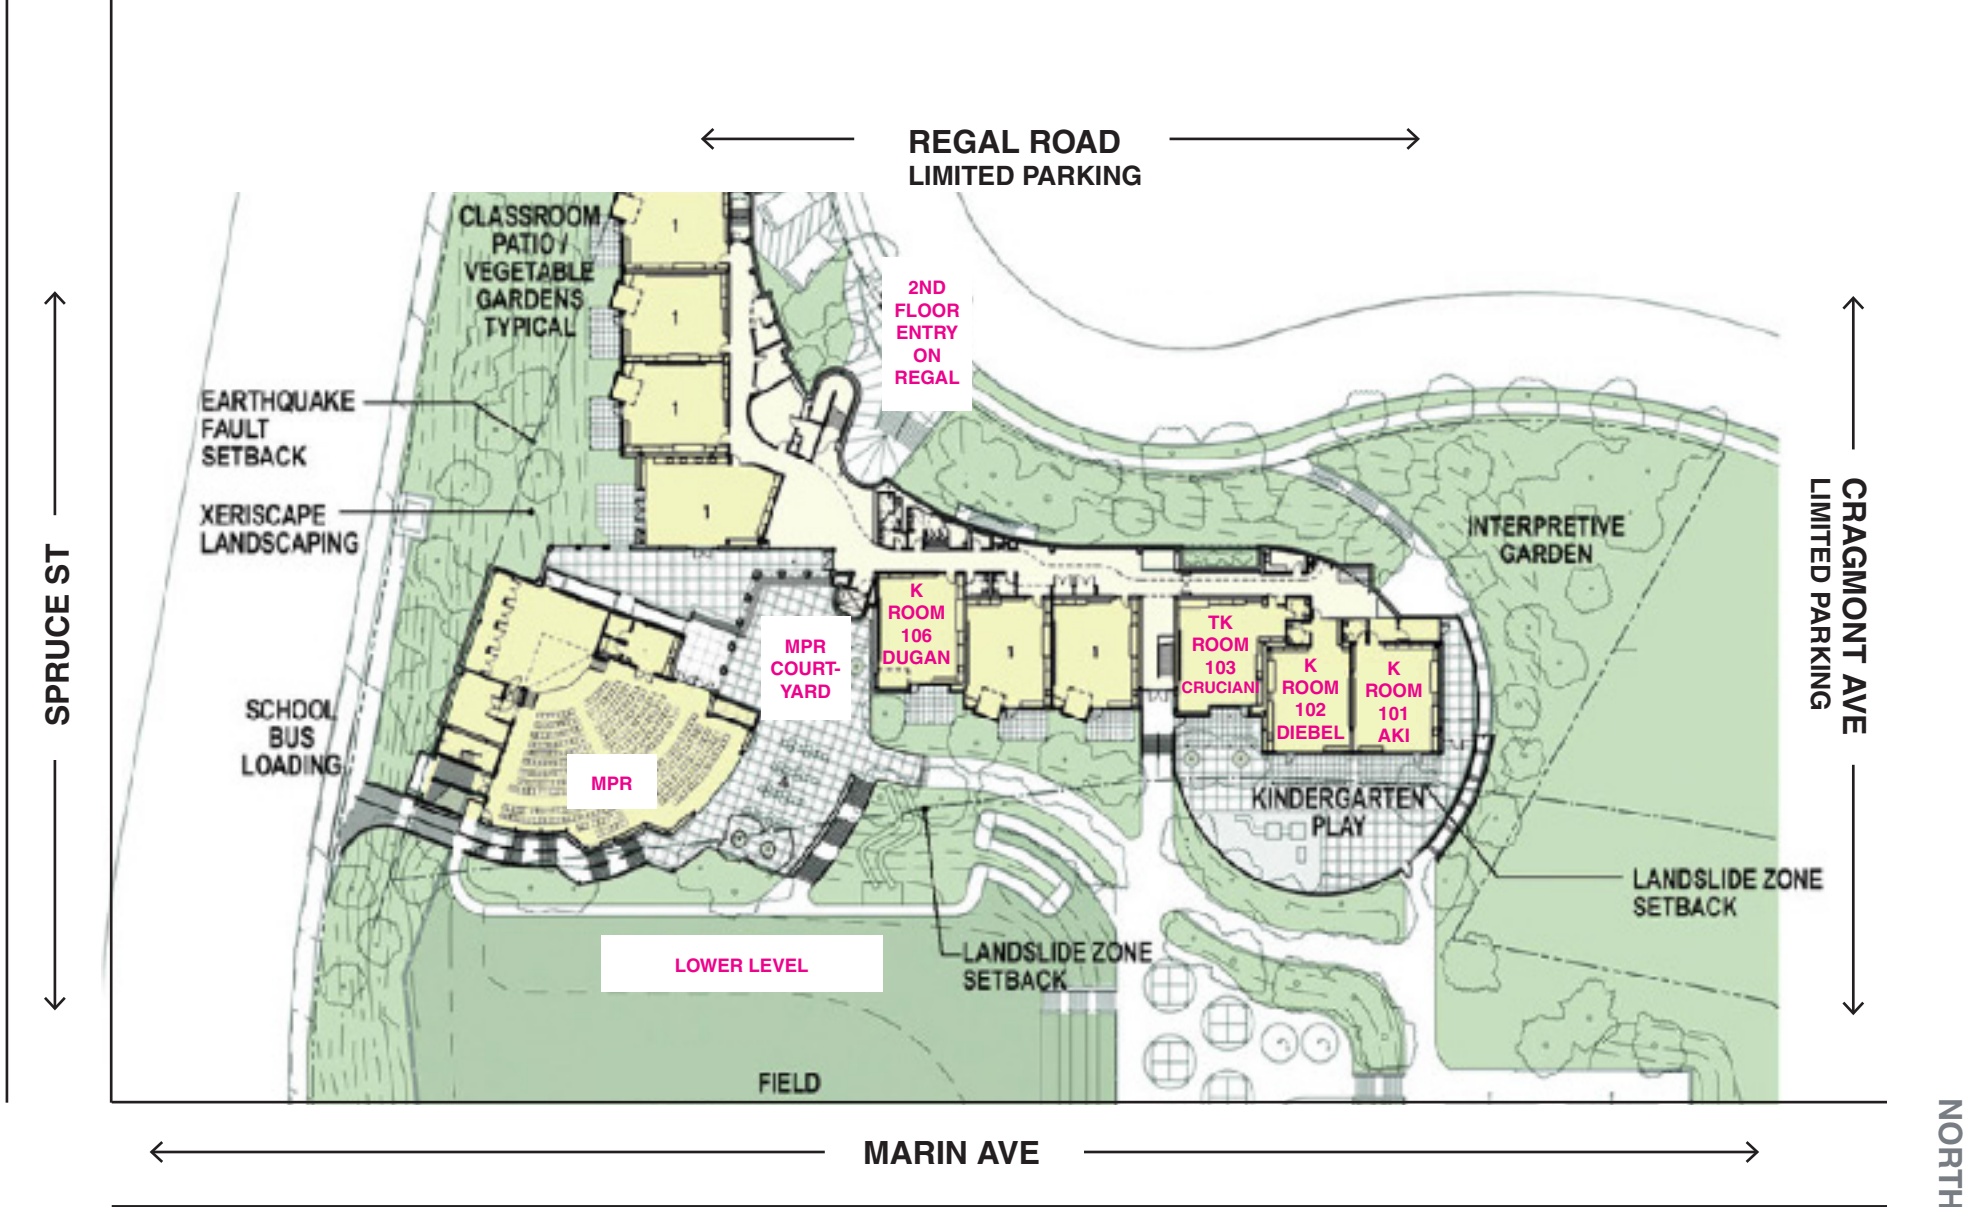 REGAL ROAD
LIMITED PARKING
CLASSROOM
PATIO /
VEGETABLE
GARDENS
TYPICAL
1
1
1
1
2ND
FLOOR
ENTRY
ON
REGAL
EARTHQUAKE
FAULT
SETBACK
XERISCAPE
LANDSCAPING
INTERPRETIVE
GARDEN
SPRUCE ST
CRAGMONT AVE
LIMITED PARKING
SCHOOL
BUS
LOADING
MPR
COURT-
YARD
K
ROOM
106
DUGAN
1
1
TK
ROOM
103
CRUCIANI
K
ROOM
102
DIEBEL
K
ROOM
101
AKI
MPR
KINDERGARTEN
PLAY
LANDSLIDE ZONE
SETBACK
LOWER LEVEL
LANDSLIDE ZONE
SETBACK
FIELD
MARIN AVE
NORTH